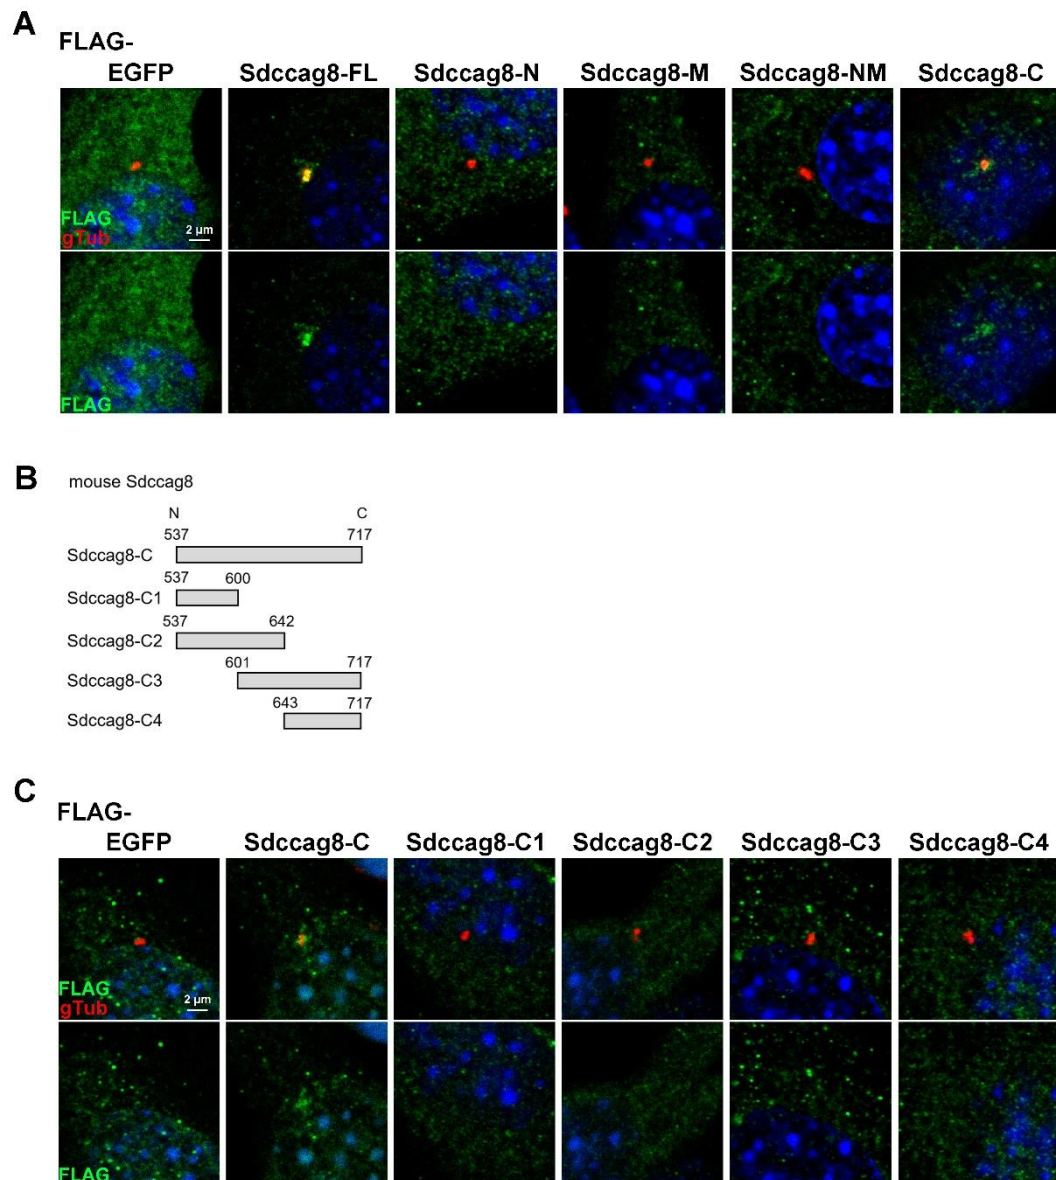 A
FLAG-
EGFP Sdccag8-FL Sdccag8-N Sdccag8-M Sdccag8-NM Sdccag8-C
FLAG
gTub
2 µm
FLAG
B
mouse Sdccag8
N C
537 717
Sdccag8-C
537 600
Sdccag8-C1
537 642
Sdccag8-C2
601 717
Sdccag8-C3
643 717
Sdccag8-C4
C
FLAG-
EGFP Sdccag8-C Sdccag8-C1 Sdccag8-C2 Sdccag8-C3 Sdccag8-C4
FLAG
gTub
2 µm
FLAG